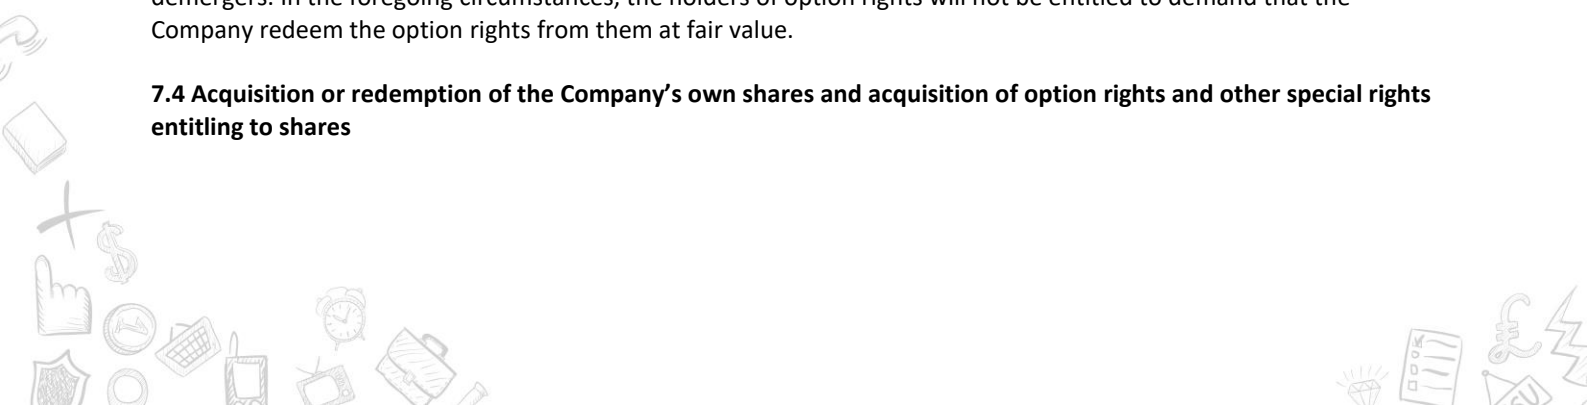 demergers. In the foregoing circumstances, the holders of option rights will not be entitled to demand that the
Company redeem the option rights from them at fair value.
7.4 Acquisition or redemption of the Company’s own shares and acquisition of option rights and other special rights
entitling to shares